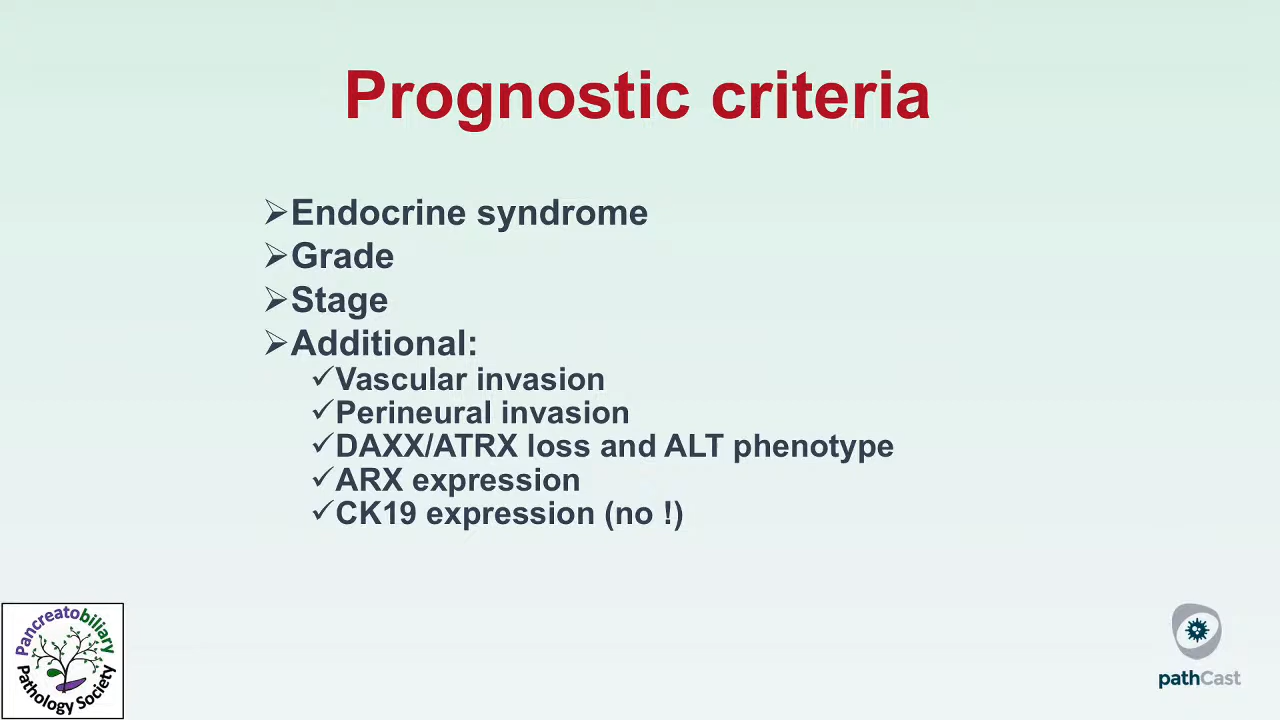 Prognostic criteria
➢Endocrine syndrome
➢Grade
➢Stage
➢Additional:
✓Vascular invasion
✓Perineural invasion
✓DAXX/ATRX loss and ALT phenotype
✓ARX expression
✓CK19 expression (no !)
Pancreatobiliary
Pathology Society
pathCast